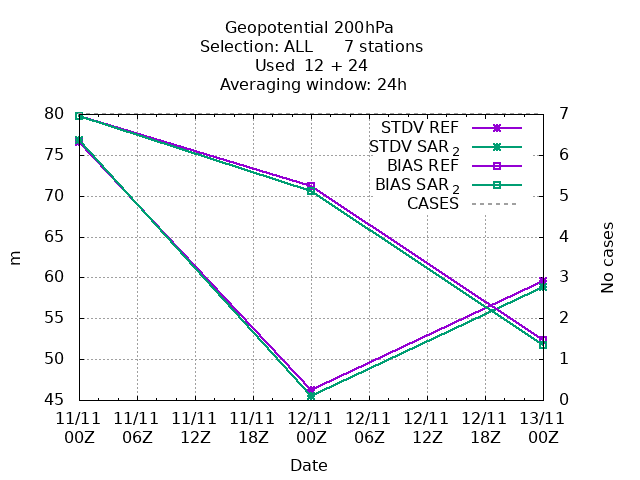 Geopotential 200hPa
Selection: ALL      7 stations
Used  12 + 24
Averaging window: 24h
80 7
STDV REF
STDV SAR 2
75 6
BIAS REF
BIAS SAR 2
70 5
CASES
65 4
m
No cases
60 3
55 2
50 1
45 0
11/11 11/11 11/11 11/11 12/11 12/11 12/11 12/11 13/11
00Z 06Z 12Z 18Z 00Z 06Z 12Z 18Z 00Z
Date